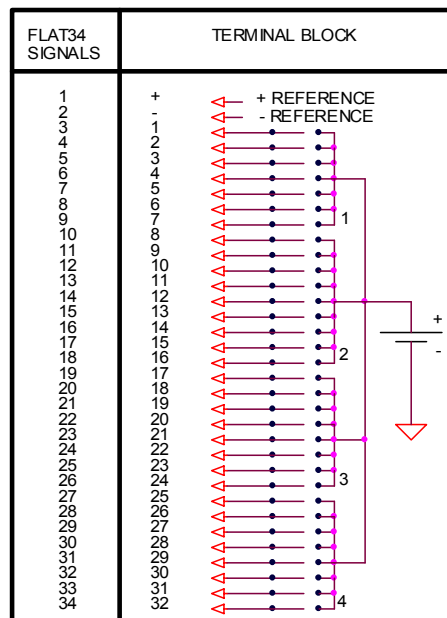 FLAT34 SIGNALS TERMINAL BLOCK
1 + + REFERENCE
2 - - REFERENCE
3 1
4 2
5 3
6 4
7 5
8 6
9 7 1
10 8
11 9
12 10
13 11
14 12
15 13 +
16 14
17 15 -
18 16 2
19 17
20 18
21 19
22 20
23 21
24 22
25 23
26 24 3
27 25
28 26
29 27
30 28
31 29
32 30
33 31
34 32 4